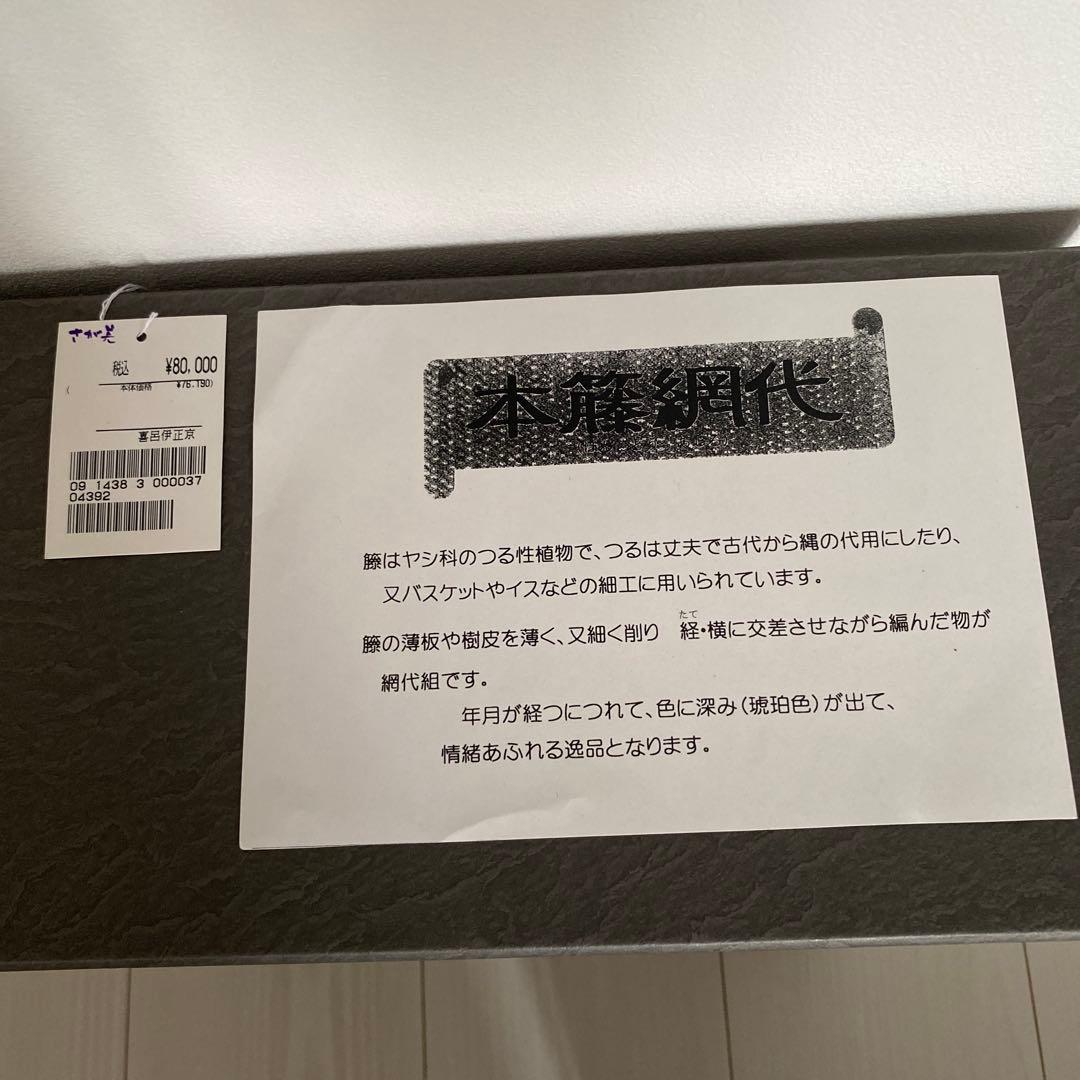 さが美
税込 ¥80,000
( 本体価格 ¥76,190)
喜呂伊正京
09 1438 3 000037
04392
本籐網代
籐はヤシ科のつる性植物で、つるは丈夫で古代から縄の代用にしたり、
又バスケットやイスなどの細工に用いられています。
たて
籐の薄板や樹皮を薄く、又細く削り 経・横に交差させながら編んだ物が
網代組です。
年月が経つにつれて、色に深み(琥珀色)が出て、
情緒あふれる逸品となります。